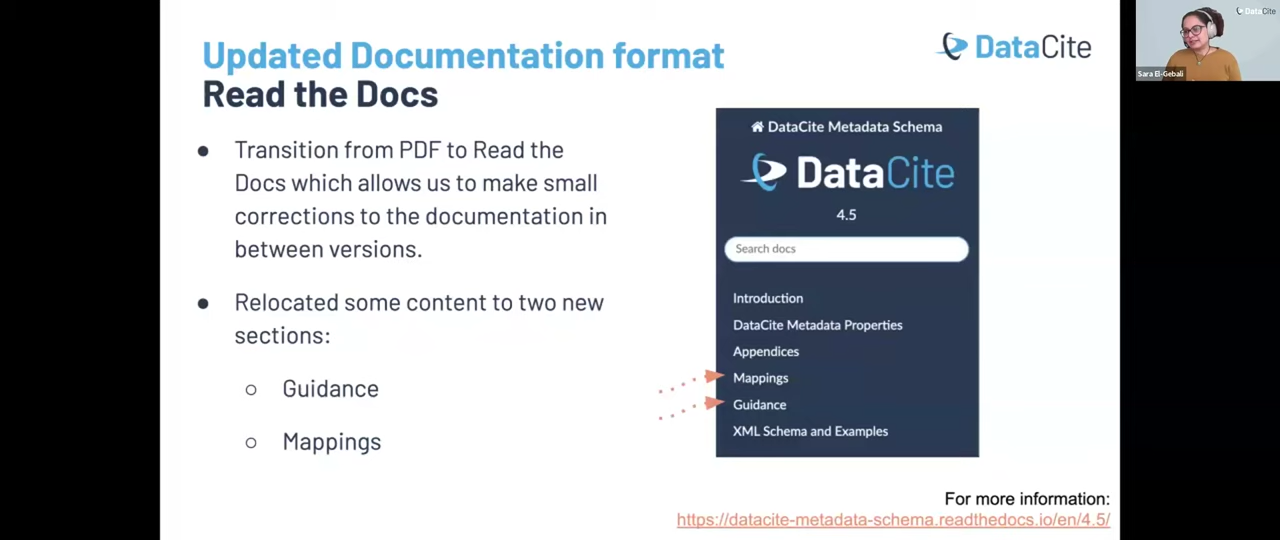 Updated Documentation format
Read the Docs
DataCite
● Transition from PDF to Read the
Docs which allows us to make small
corrections to the documentation in
between versions.
● Relocated some content to two new
sections:
○ Guidance
○ Mappings
DataCite Metadata Schema
DataCite
4.5
Search docs
Introduction
DataCite Metadata Properties
Appendices
Mappings
Guidance
XML Schema and Examples
For more information:
https://datacite-metadata-schema.readthedocs.io/en/4.5/
DataCite
Sara El-Gebali